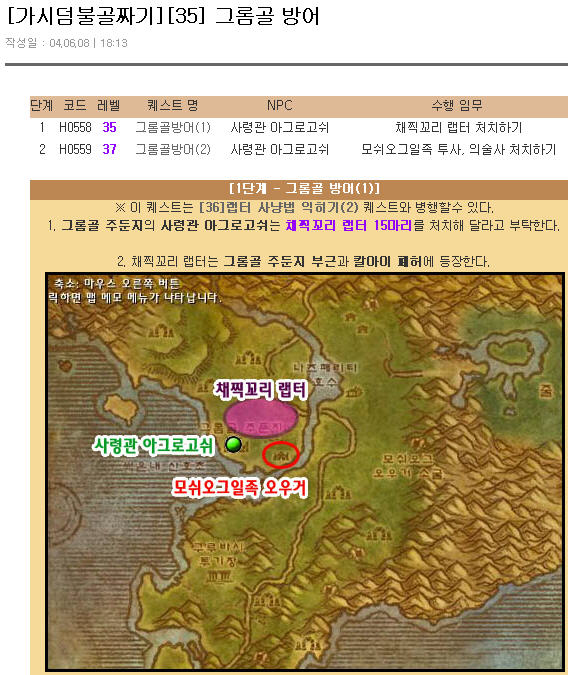 [가시덤불골짜기][35] 그롬골 방어
작성일 : 04,06,08 | 18:13
단계 코드 레벨 퀘스트 명 NPC 수행 임무
1 H0558 35 그롬골방어(1) 사령관 아그로고쉬 채찍꼬리 랩터 처치하기
2 H0559 37 그롬골방어(2) 사령관 아그로고쉬 모쉬오그일족 투사, 의술사 처치하기
[1단계 - 그롬골 방어(1)]
※ 이 퀘스트는 [36]랩터 사냥법 익히기(2) 퀘스트와 병행할수 있다.
1. 그롬골 주둔지의 사령관 아그로고쉬는 채찍꼬리 랩터 15마리를 처치해 달라고 부탁한다.
2. 채찍꼬리 랩터는 그롬골 주둔지 부근과 칼아이 폐허에 등장한다.
축소: 마우스 오른쪽 버튼
릭하면 맵 메모 메뉴가 나타납니다.
나즈페리티
호수
채찍꼬리 랩터
그롬골 주둔지
사령관 아그로고쉬
모쉬오그
오우거 소굴
모쉬오그일족 오우거
구루바시
투기장